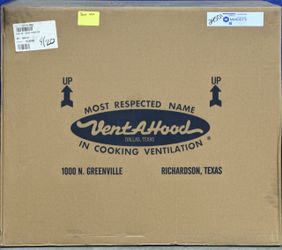 UP
UP
MOST RESPECTED NAME
Vent-A-Hood®
DALLAS, TEXAS
IN COOKING VENTILATION
1000 N. GREENVILLE RICHARDSON, TEXAS